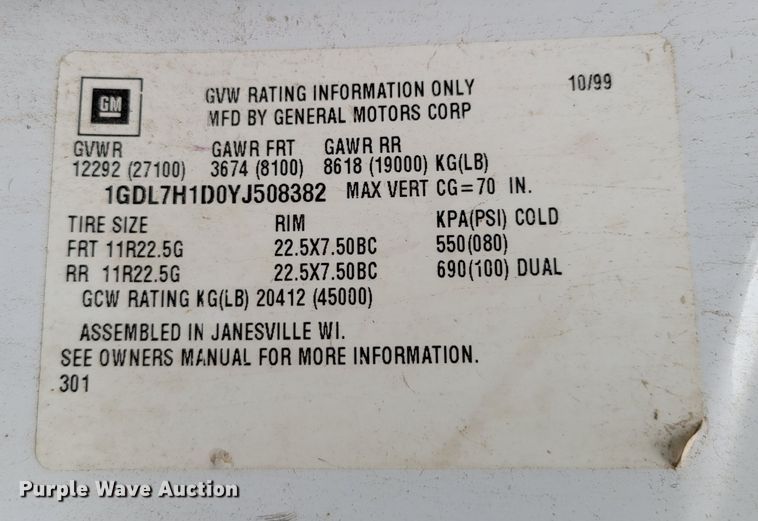 GM
GVW RATING INFORMATION ONLY 10/99
MFD BY GENERAL MOTORS CORP
GVWR GAWR FRT GAWR RR
12292 (27100) 3674 (8100) 8618 (19000) KG(LB)
1GDL7H1D0YJ508382 MAX VERT CG=70 IN.
TIRE SIZE RIM KPA(PSI) COLD
FRT 11R22.5G 22.5X7.50BC 550(080)
RR 11R22.5G 22.5X7.50BC 690(100) DUAL
GCW RATING KG(LB) 20412 (45000)
ASSEMBLED IN JANESVILLE WI.
SEE OWNERS MANUAL FOR MORE INFORMATION.
301
Purple Wave Auction